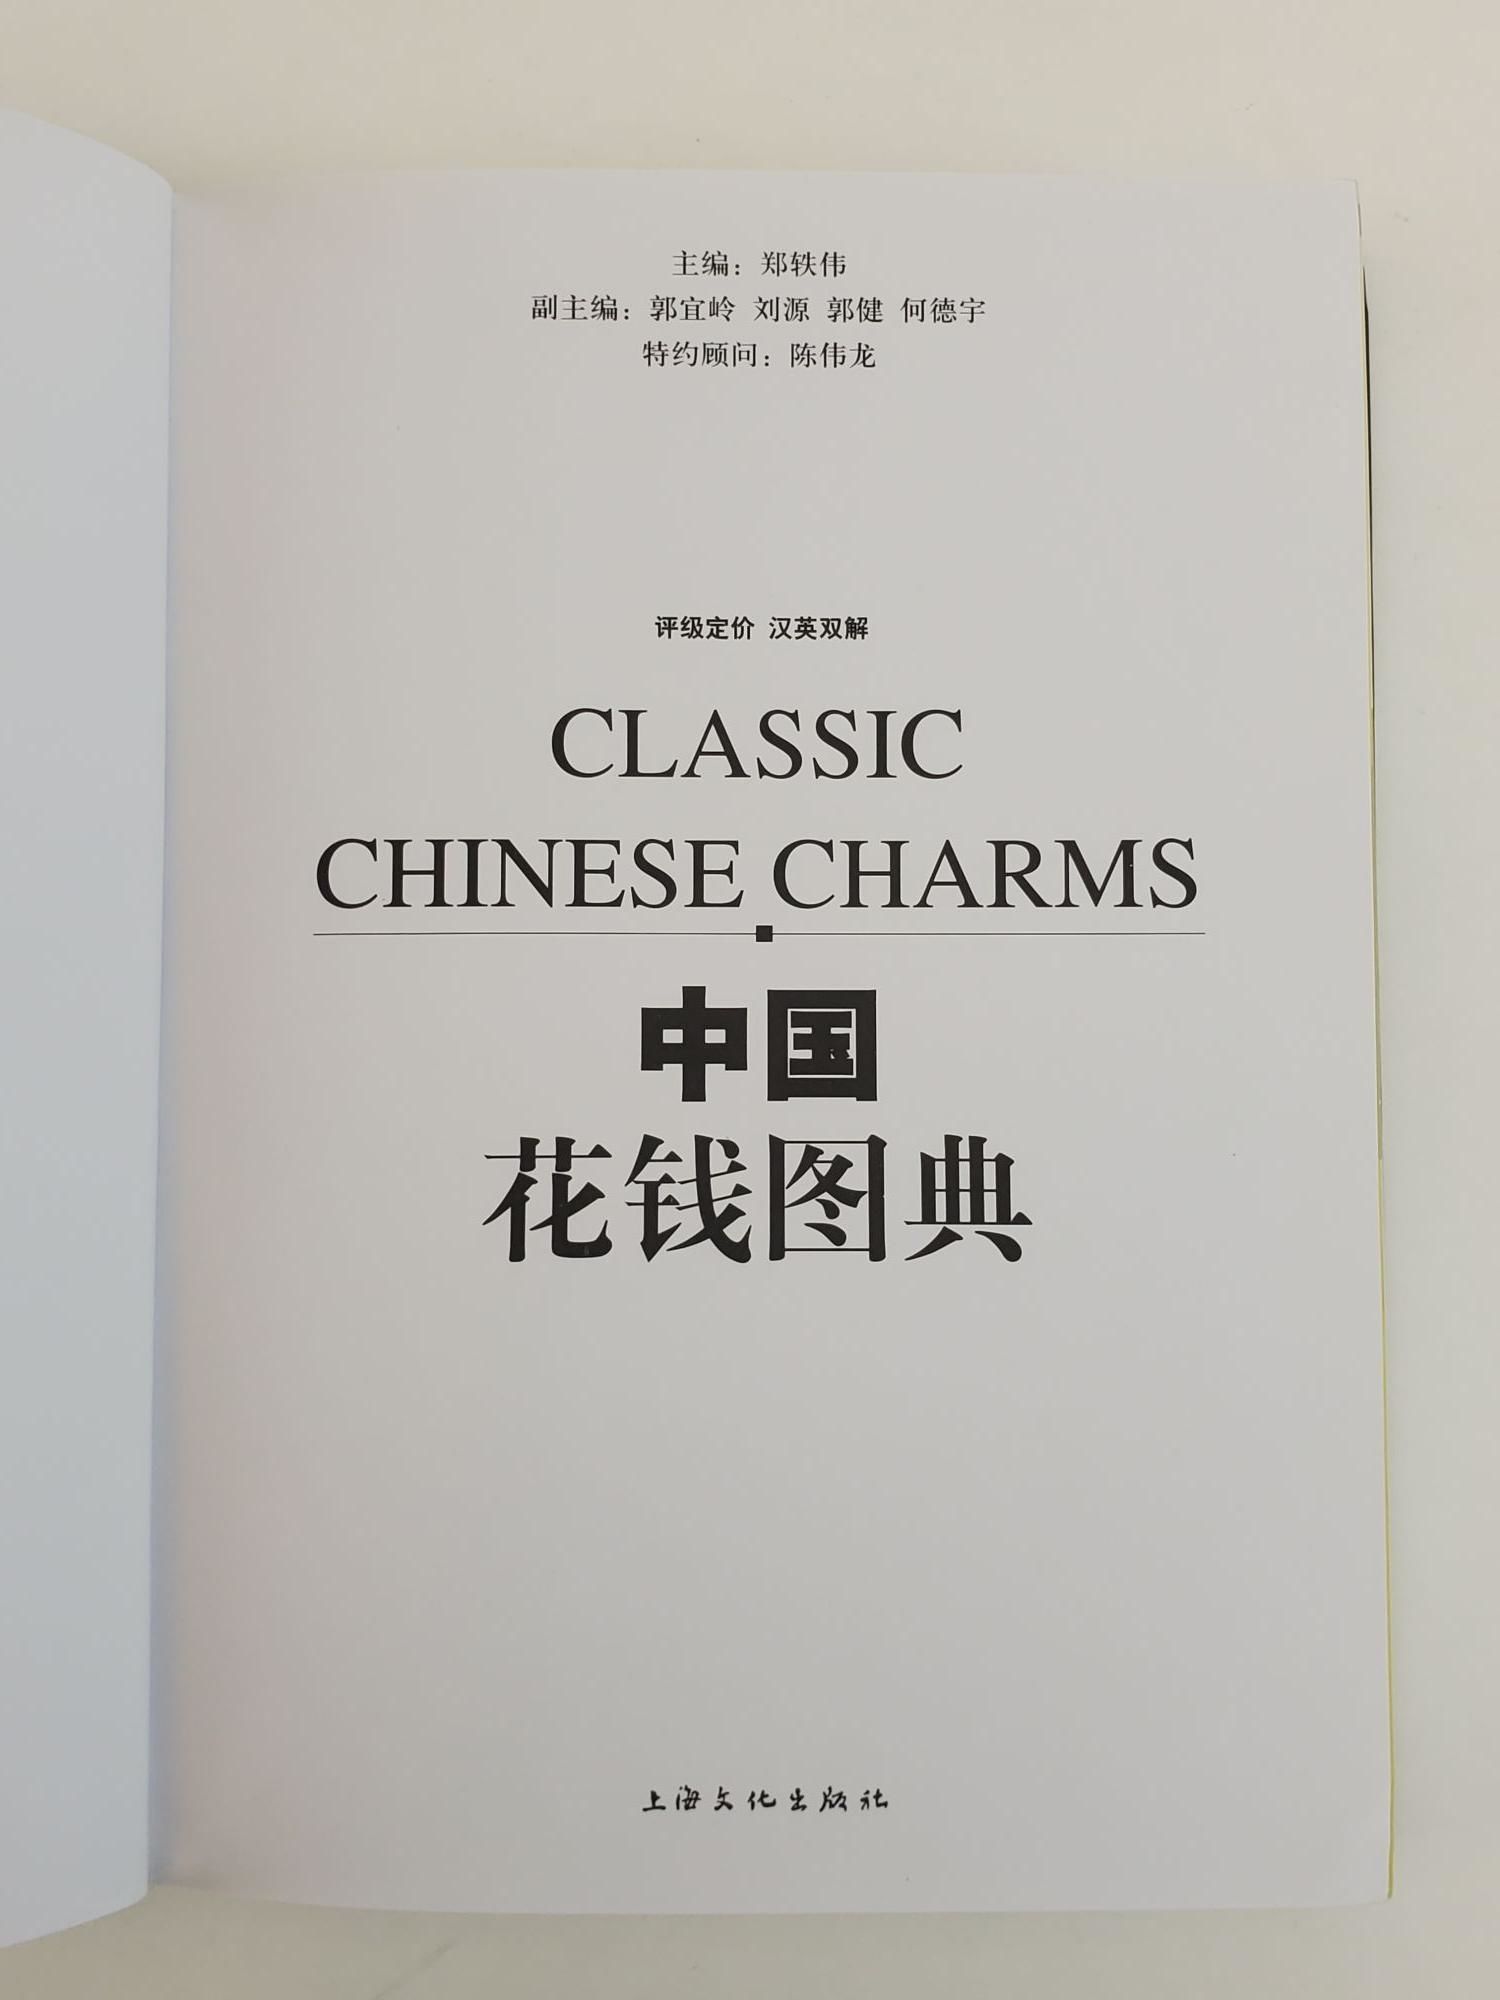 主编：郑轶伟
副主编：郭宜岭 刘源 郭健 何德宇
特约顾问：陈伟龙
评级定价 汉英双解
CLASSIC
CHINESE CHARMS
中国
花钱图典
上海文化出版社